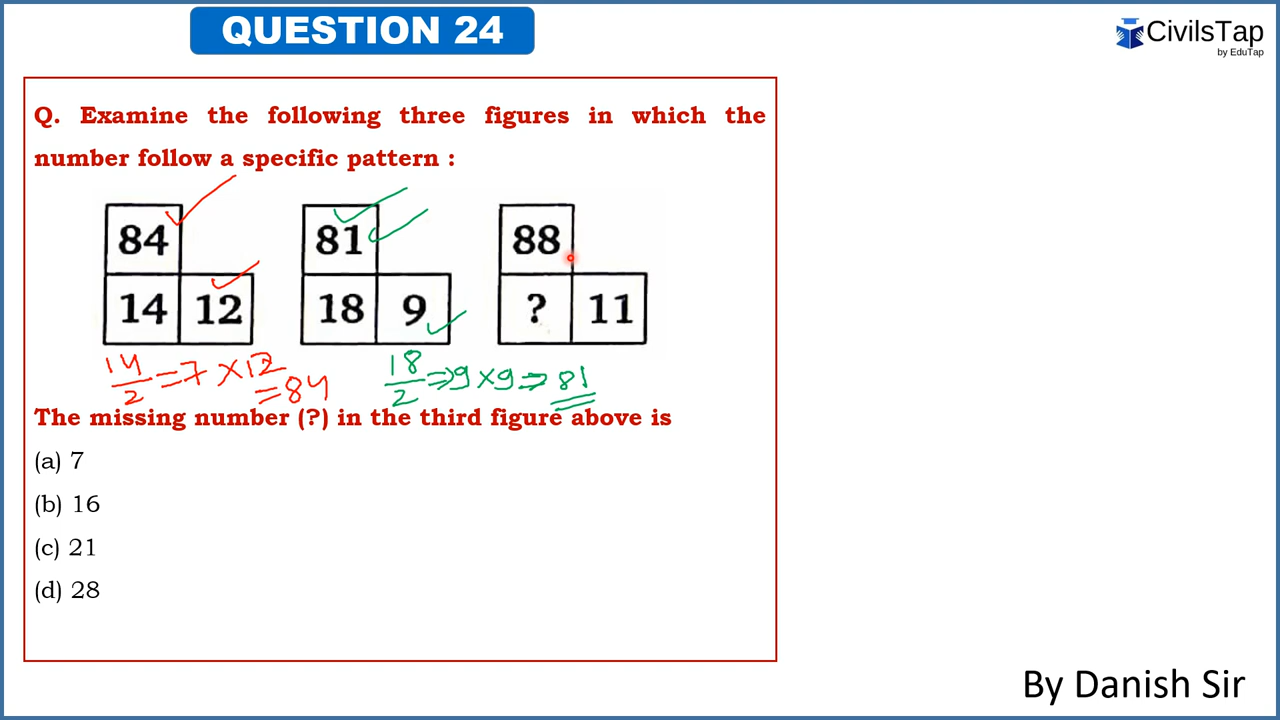 QUESTION 24
CivilsTap
by EduTap
Q. Examine the following three figures in which the
number follow a specific pattern :
84 81 88
14 12 18 9 ? 11
14/2 = 7 × 12 = 84
18/2 ⇒ 9 × 9 ⇒ 81
The missing number (?) in the third figure above is
(a) 7
(b) 16
(c) 21
(d) 28
By Danish Sir